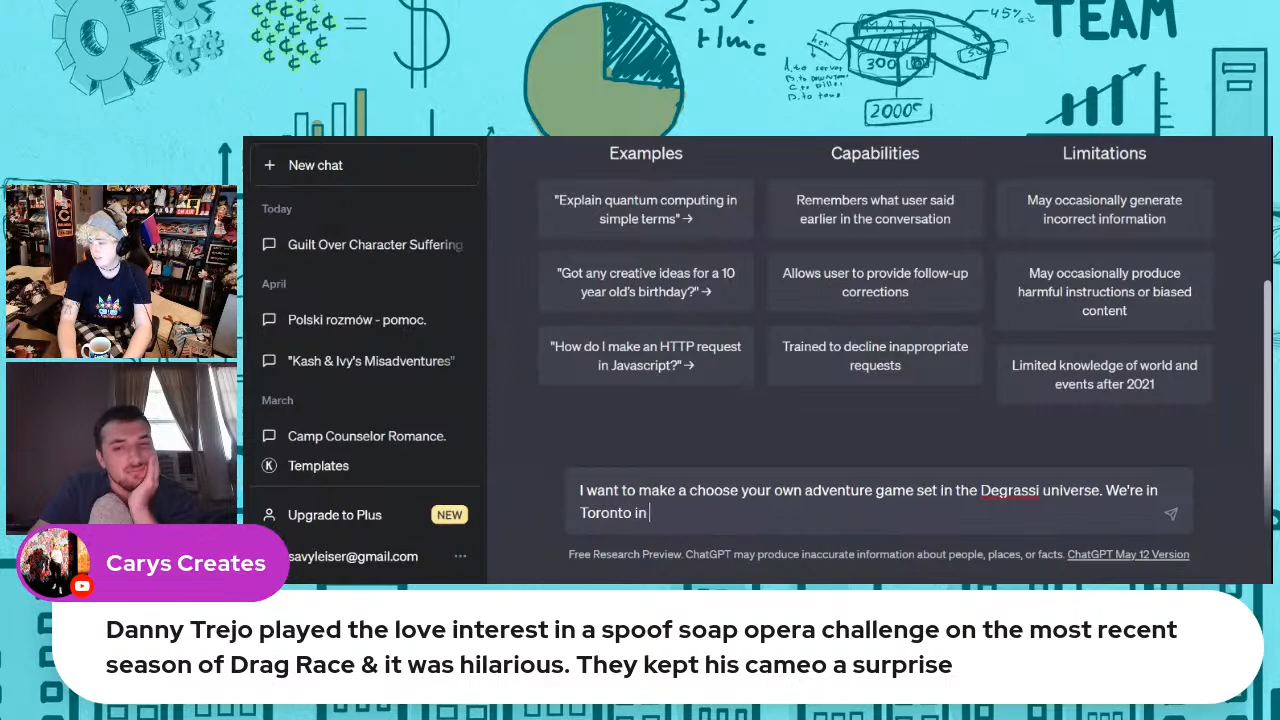 25%
time
MAIN
45%
TEAM
300
2000$
Examples
Capabilities
Limitations
+ New chat
Today
Guilt Over Character Suffering
April
Polski rozmów - pomoc.
"Kash & Ivy's Misadventures"
March
Camp Counselor Romance.
K Templates
Upgrade to Plus
NEW
savyleiser@gmail.com
"Explain quantum computing in
simple terms" →
Remembers what user said
earlier in the conversation
May occasionally generate
incorrect information
"Got any creative ideas for a 10
year old's birthday?" →
Allows user to provide follow-up
corrections
May occasionally produce
harmful instructions or biased
content
"How do I make an HTTP request
in Javascript?" →
Trained to decline inappropriate
requests
Limited knowledge of world and
events after 2021
I want to make a choose your own adventure game set in the Degrassi universe. We're in
Toronto in
Free Research Preview. ChatGPT may produce inaccurate information about people, places, or facts. ChatGPT May 12 Version
Carys Creates
Danny Trejo played the love interest in a spoof soap opera challenge on the most recent
season of Drag Race & it was hilarious. They kept his cameo a surprise